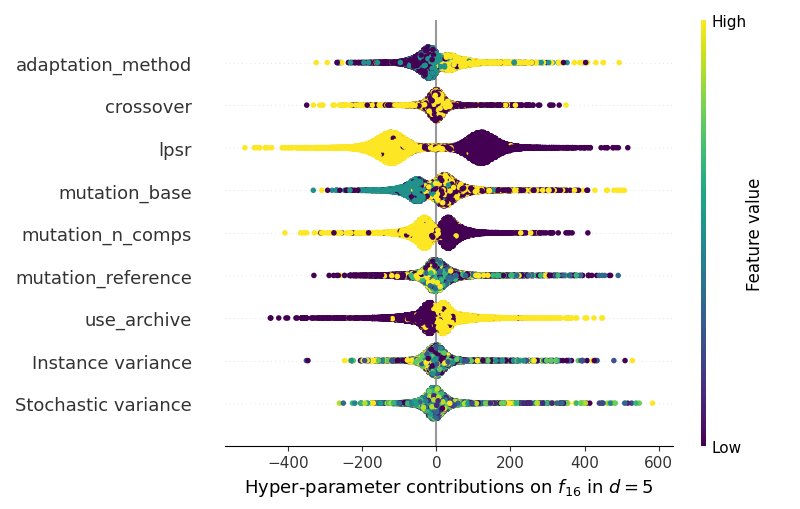 High
adaptation_method
crossover
lpsr
mutation_base
mutation_n_comps
mutation_reference
use_archive
Instance variance
Stochastic variance
Feature value
Low
−400 −200 0 200 400 600
Hyper-parameter contributions on $f_{16}$ in $d = 5$